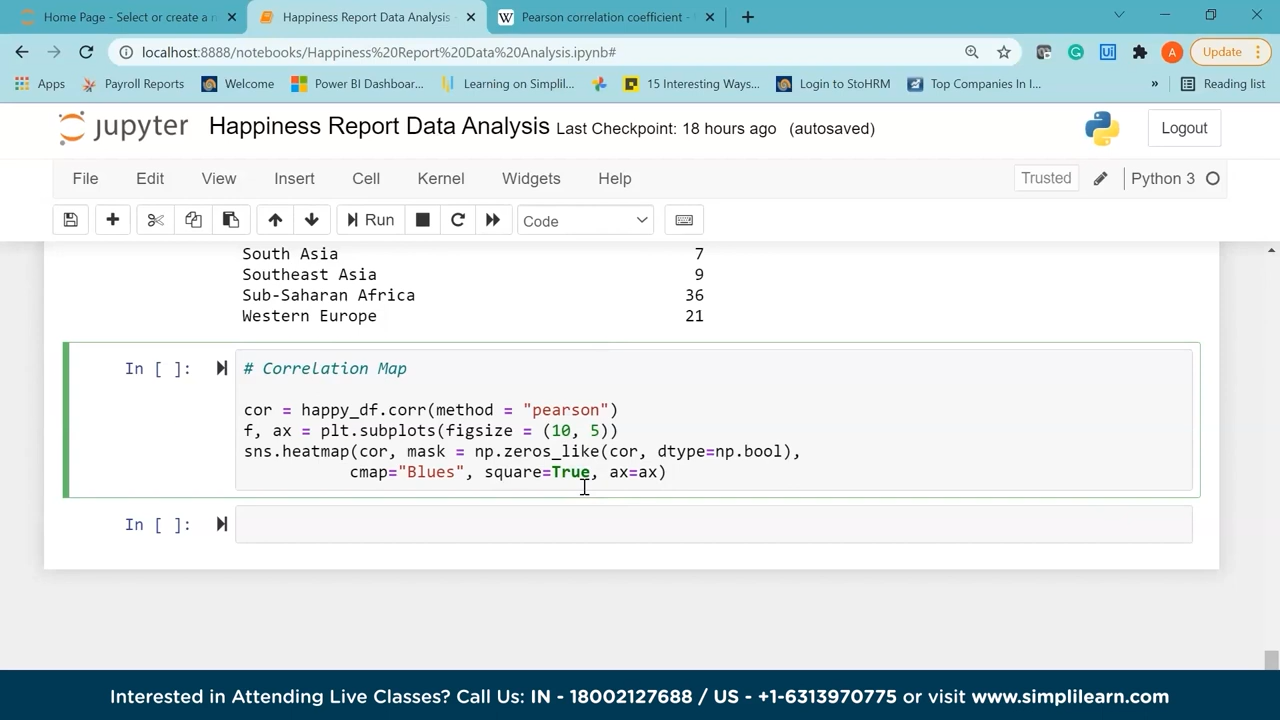 Home Page - Select or create a n
Happiness Report Data Analysis -
Pearson correlation coefficient -
localhost:8888/notebooks/Happiness%20Report%20Data%20Analysis.ipynb#
A
Update
Apps
Payroll Reports
Welcome
Power BI Dashboar...
Learning on Simplil...
15 Interesting Ways...
Login to StoHRM
Top Companies In I...
»
Reading list
jupyter Happiness Report Data Analysis Last Checkpoint: 18 hours ago (autosaved)
Logout
File Edit View Insert Cell Kernel Widgets Help
Trusted
Python 3
Run
Code
South Asia 7
Southeast Asia 9
Sub-Saharan Africa 36
Western Europe 21
In [ ]:
# Correlation Map
cor = happy_df.corr(method = "pearson")
f, ax = plt.subplots(figsize = (10, 5))
sns.heatmap(cor, mask = np.zeros_like(cor, dtype=np.bool),
cmap="Blues", square=True, ax=ax)
In [ ]:
Interested in Attending Live Classes? Call Us: IN - 18002127688 / US - +1-6313970775 or visit www.simplilearn.com